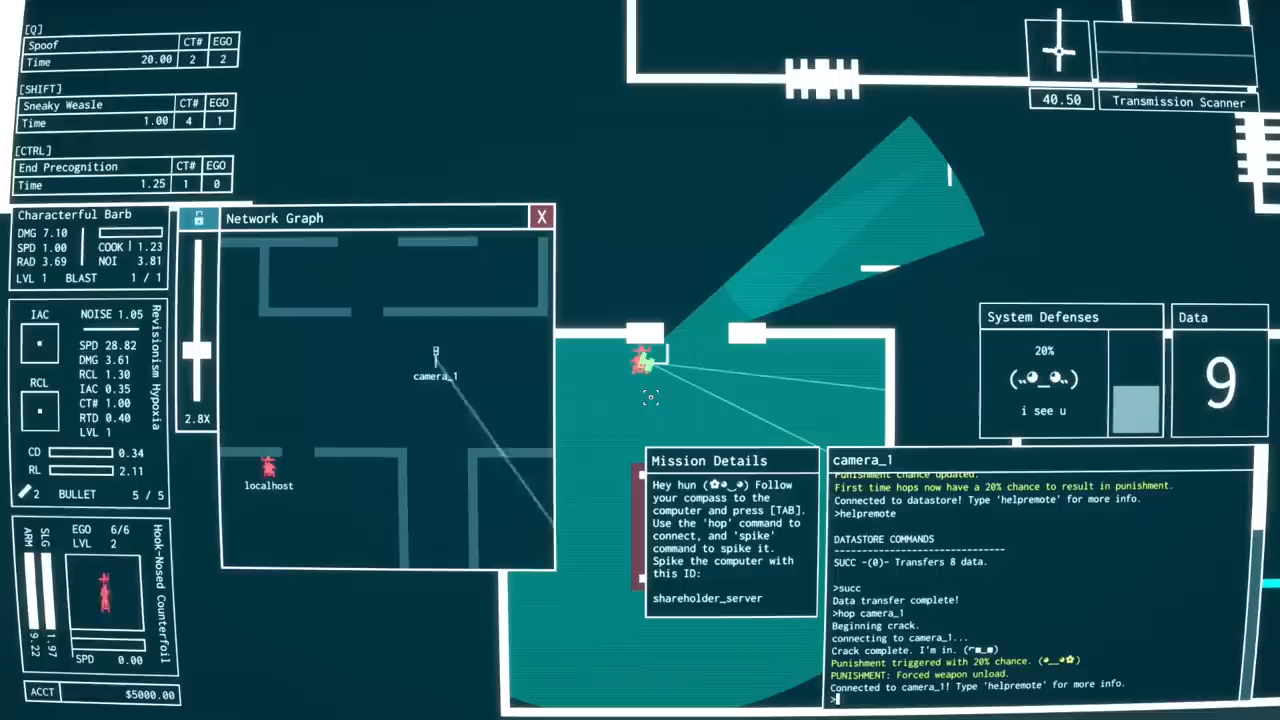 [Q]
Spoof CT# EGO
Time 20.00 2 2
[SHIFT]
Sneaky Weasle CT# EGO
Time 1.00 4 1
[CTRL]
End Precognition CT# EGO
Time 1.25 1 0
Characterful Barb
DMG 7.10
SPD 1.00 COOK 1.23
RAD 3.69 NOI 3.81
LVL 1 BLAST 1 / 1
IAC NOISE 1.05
SPD 28.82
DMG 3.61
RCL RCL 1.30
IAC 0.35
CT# 1.00
RTD 0.40
LVL 1
CD 0.34
RL 2.11
2 BULLET 5 / 5
Revisionism Hypoxia
ARM SLG EGO 6/6
LVL 2
9.22 1.97
SPD 0.00
Hook-Nosed Counterfoil
ACCT $5000.00
2.8X
Network Graph X
camera_1
localhost
40.50 Transmission Scanner
System Defenses
20%
(.,◕_◕.,)
i see u
Data
9
Mission Details
Hey hun (✿◕‿◕) Follow
your compass to the
computer and press [TAB].
Use the 'hop' command to
connect, and 'spike'
command to spike it.
Spike the computer with
this ID:
shareholder_server
camera_1
Punishment chance updated.
First time hops now have a 20% chance to result in punishment.
Connected to datastore! Type 'helpremote' for more info.
>helpremote
DATASTORE COMMANDS
-------------------------------
SUCC -(0)- Transfers 8 data.
>succ
Data transfer complete!
>hop camera_1
Beginning crack.
connecting to camera_1...
Crack complete. I'm in. (⌐■_■)
Punishment triggered with 20% chance. (◕__◕✿)
PUNISHMENT: Forced weapon unload.
Connected to camera_1! Type 'helpremote' for more info.
>